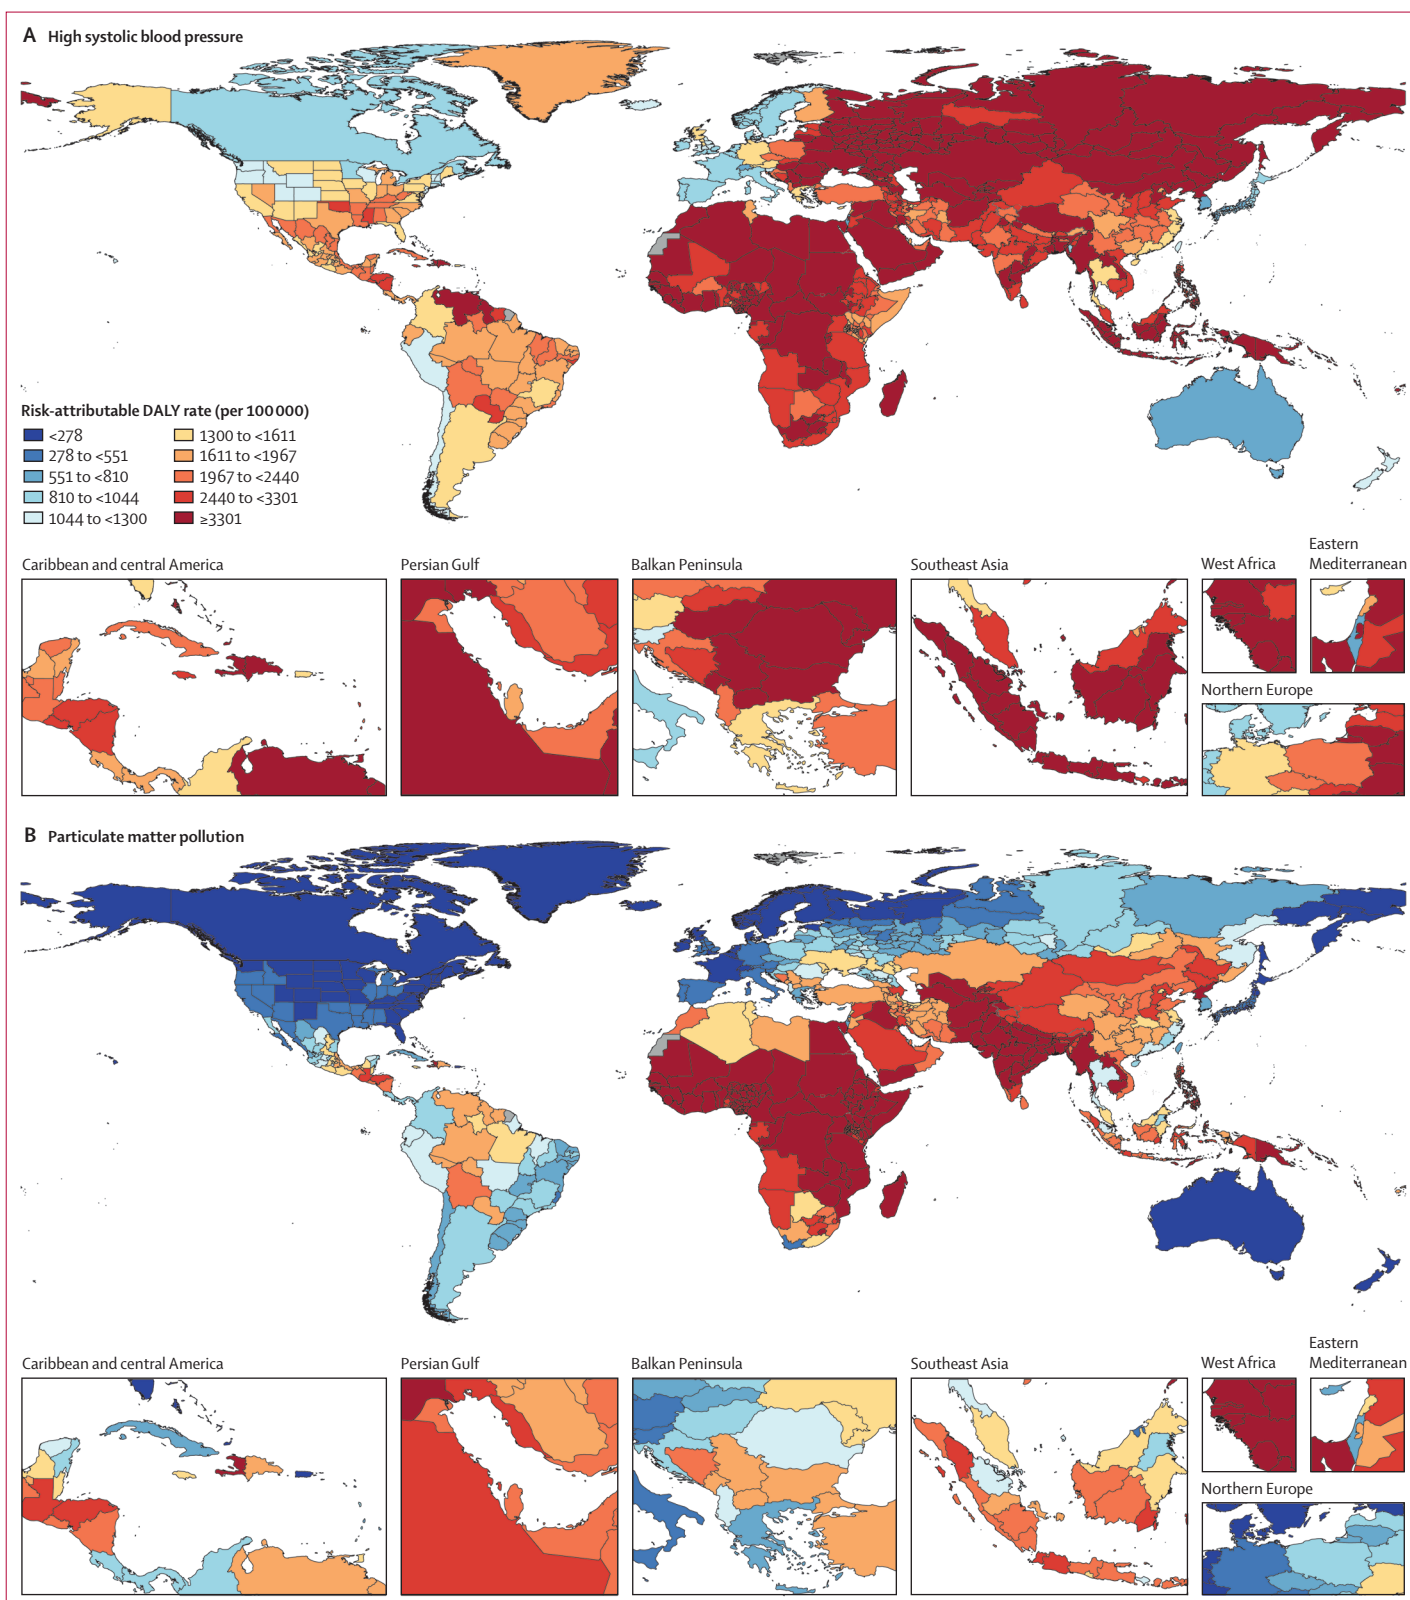 A High systolic blood pressure
Risk-attributable DALY rate (per 100 000)
<278
278 to <551
551 to <810
810 to <1044
1044 to <1300
1300 to <1611
1611 to <1967
1967 to <2440
2440 to <3301
≥3301
Caribbean and central America
Persian Gulf
Balkan Peninsula
Southeast Asia
West Africa
Eastern
Mediterranean
Northern Europe
B Particulate matter pollution
Caribbean and central America
Persian Gulf
Balkan Peninsula
Southeast Asia
West Africa
Eastern
Mediterranean
Northern Europe